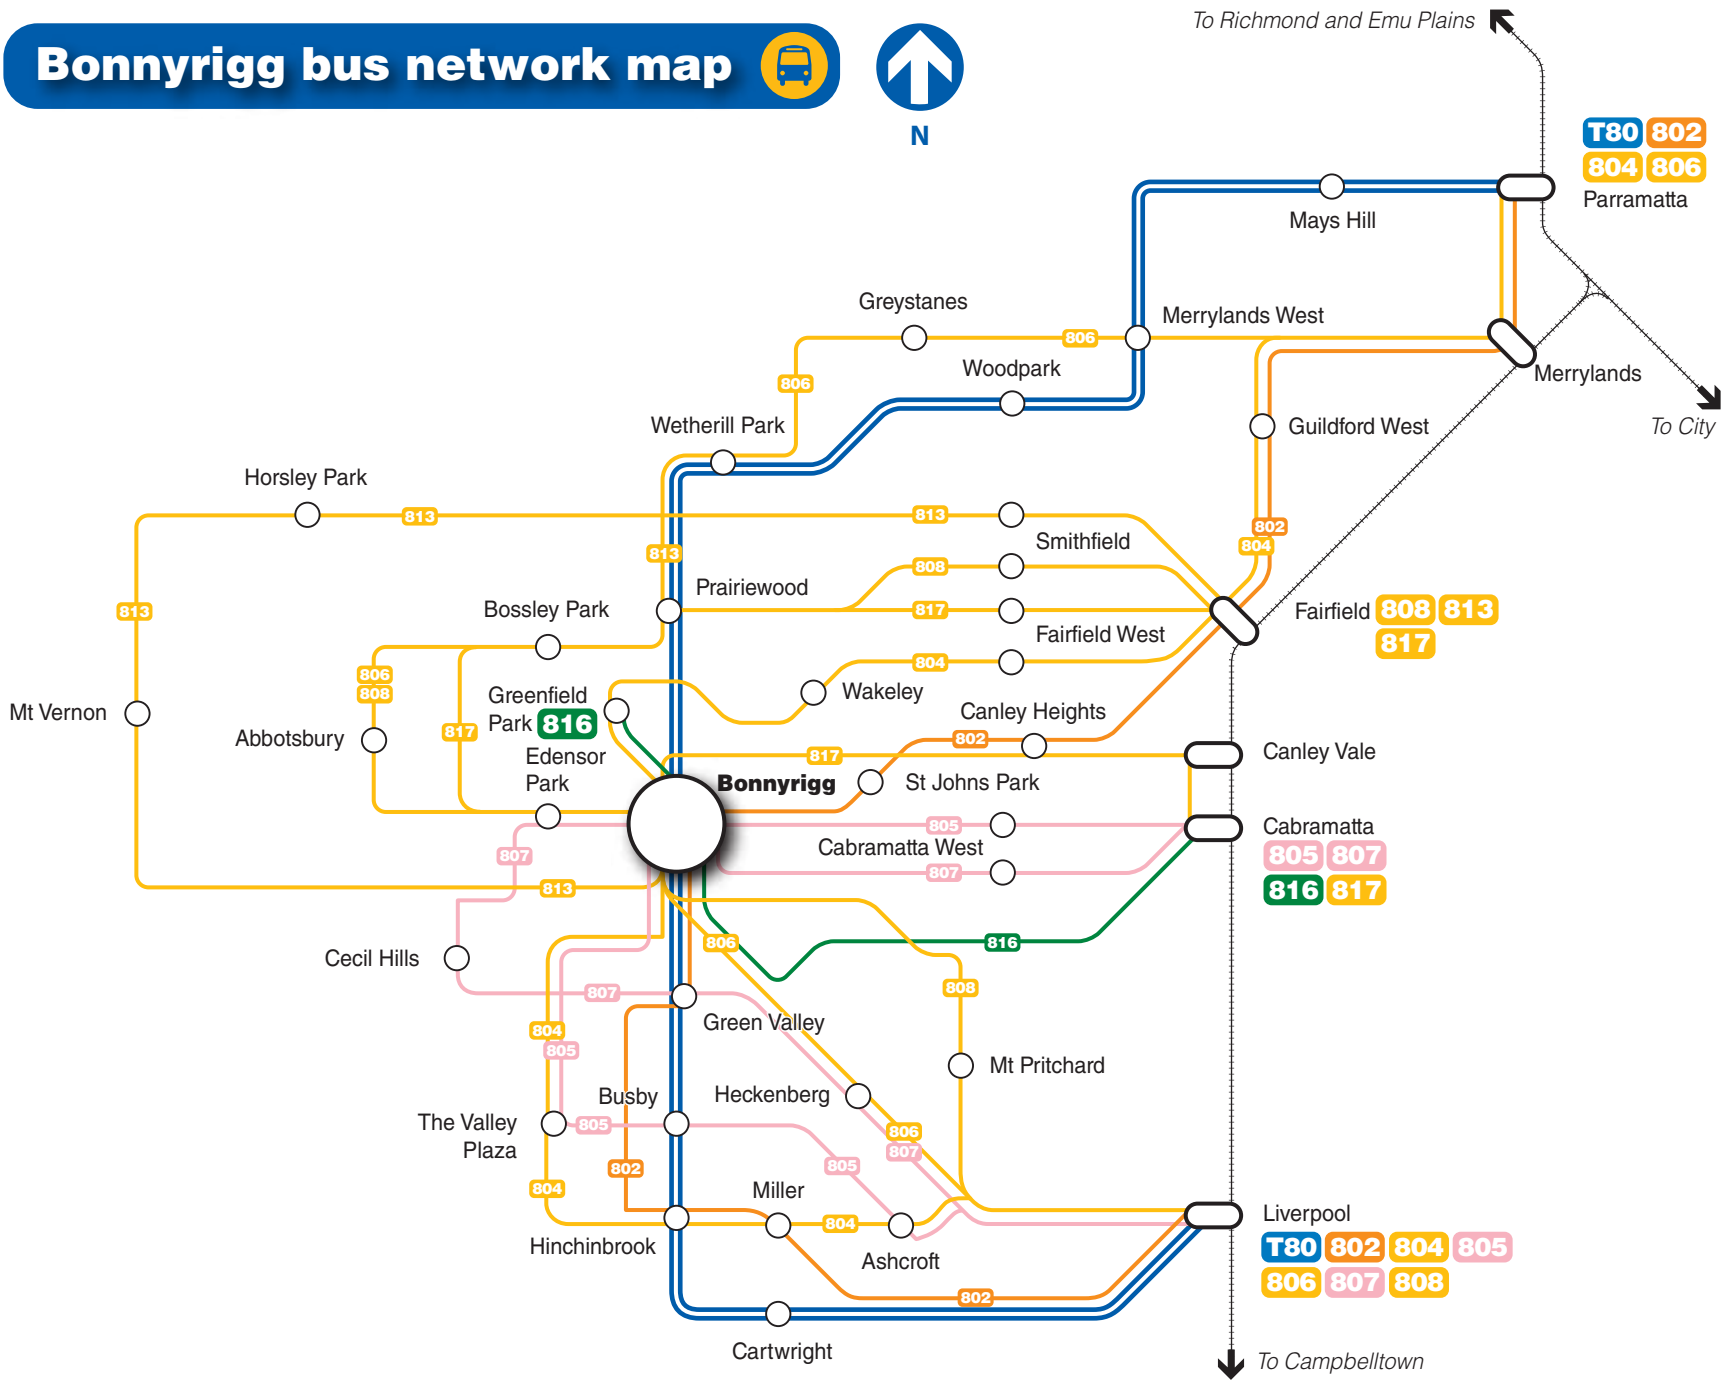 Bonnyrigg bus network map
N
To Richmond and Emu Plains
T80 802
804 806
Parramatta
Mays Hill
Greystanes
806
Merrylands West
Woodpark
806
Merrylands
Wetherill Park
Guildford West
To City
Horsley Park
813
813
802
Smithfield
804
813
808
Prairiewood
813
Bossley Park
817
Fairfield 808 813
817
Fairfield West
804
806
808
Greenfield
Park 816
Wakeley
Mt Vernon
Abbotsbury
817
Canley Heights
802
Edensor
Park
817
Canley Vale
Bonnyrigg
St Johns Park
805
Cabramatta
Cabramatta West
805 807
807
807
816 817
813
806
816
Cecil Hills
807
808
Green Valley
804
805
Mt Pritchard
Busby
Heckenberg
The Valley
Plaza
805
806
807
802
805
804
Miller
804
Liverpool
Hinchinbrook
Ashcroft
T80 802 804 805
806 807 808
802
Cartwright
To Campbelltown